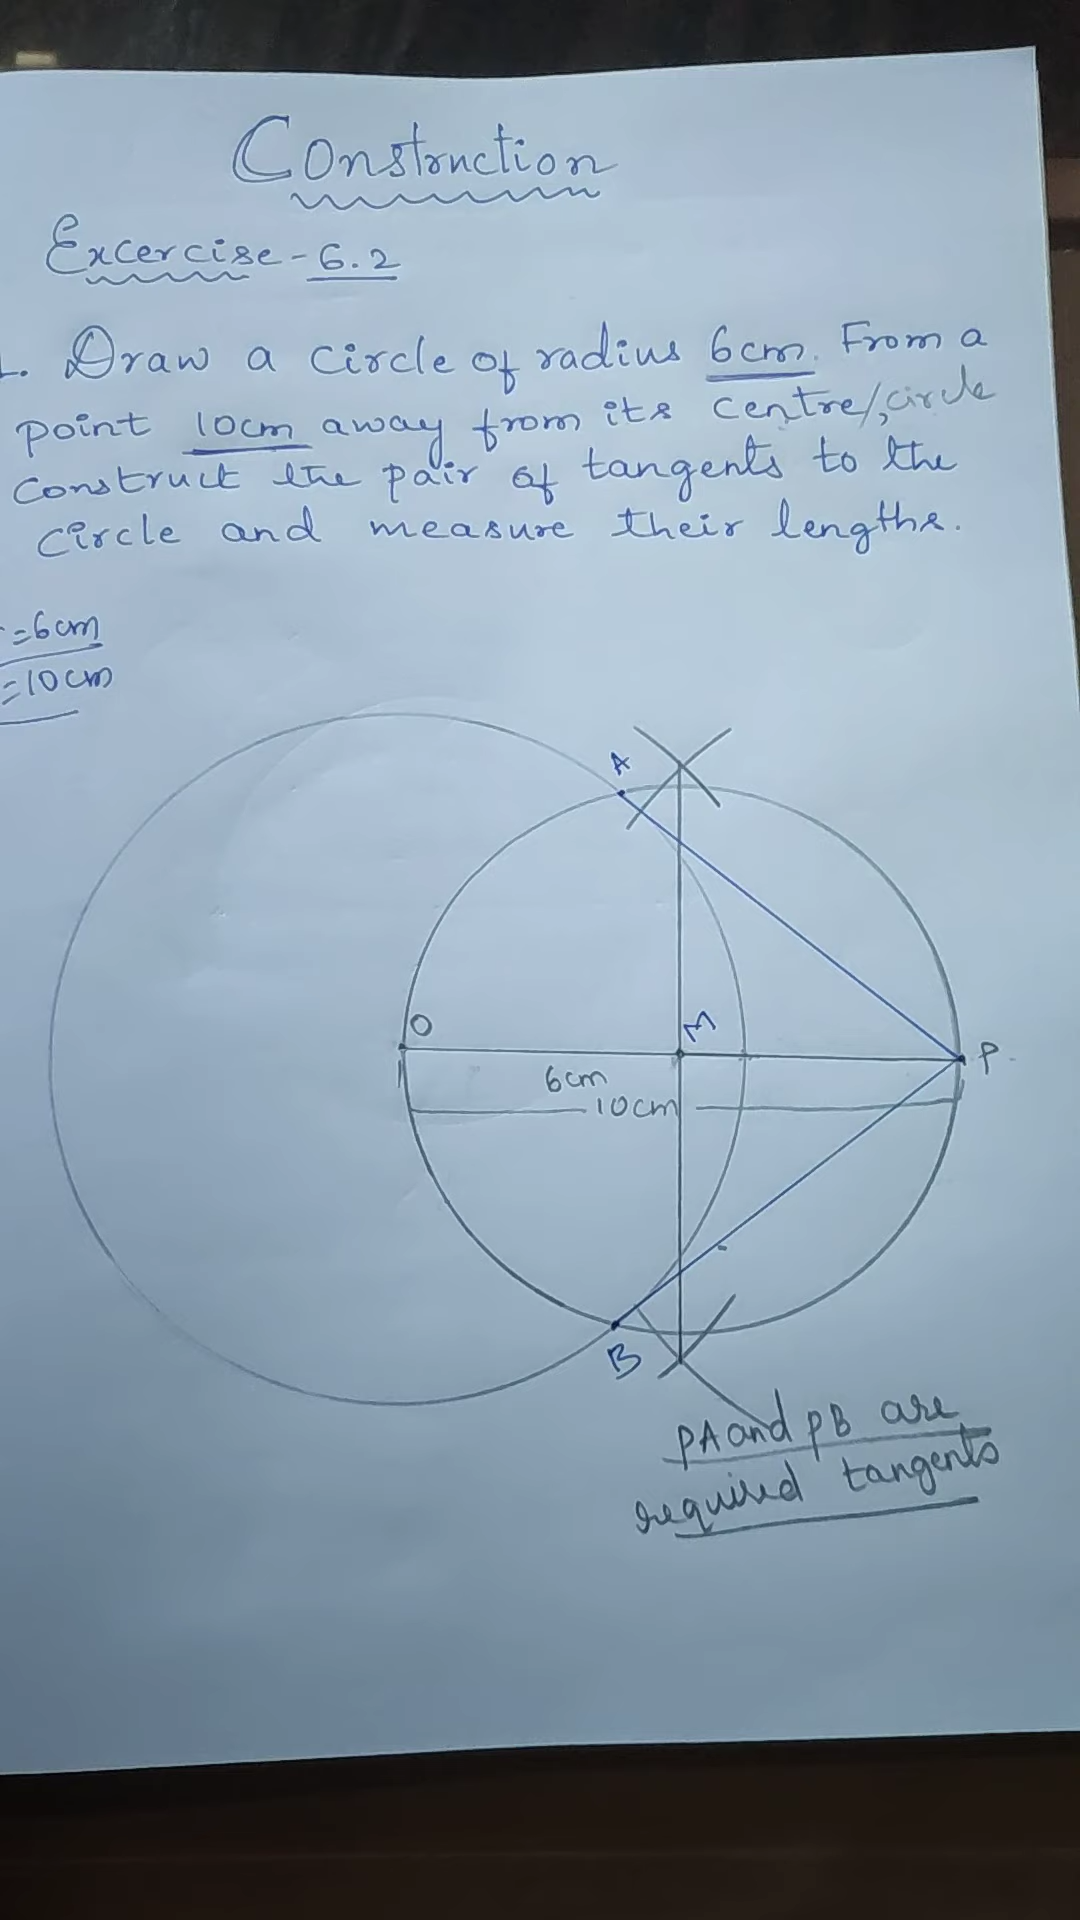 Construction
Excercise-6.2
1. Draw a circle of radius 6cm. From a
point 10cm away from its centre/circle
construct the pair of tangents to the
circle and measure their lengths.
=6cm
=10cm
A
O
M
P
6cm
10cm
B
PA and PB are
required tangents